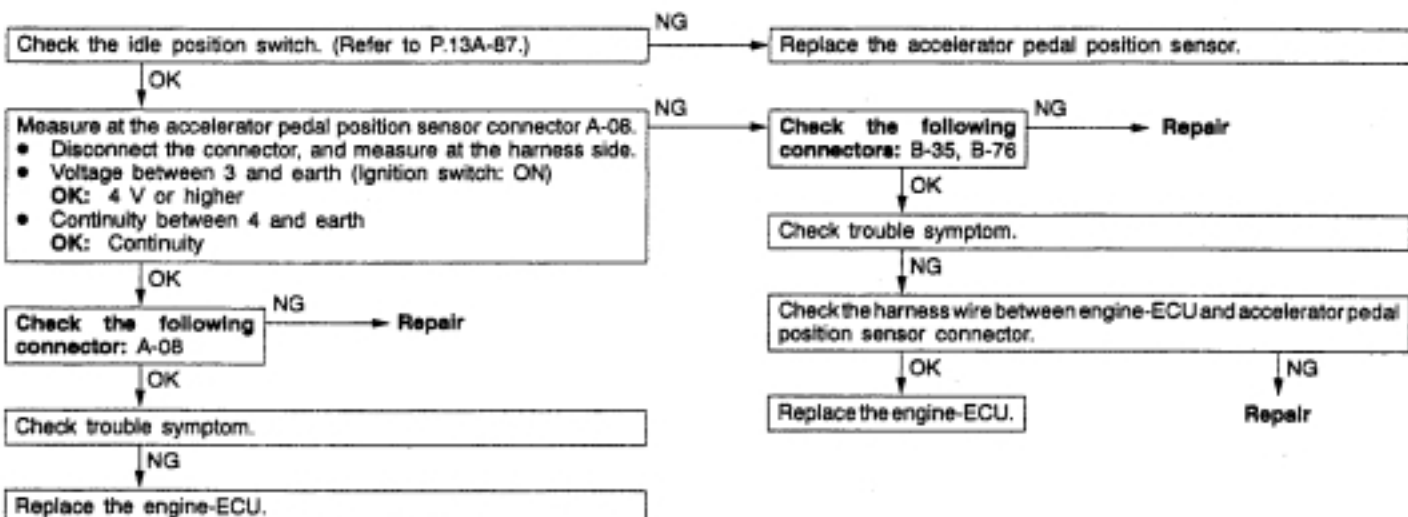 NG
Check the idle position switch. (Refer to P.13A-87.)
Replace the accelerator pedal position sensor.
OK
Measure at the accelerator pedal position sensor connector A-08.
● Disconnect the connector, and measure at the harness side.
● Voltage between 3 and earth (Ignition switch: ON)
OK: 4 V or higher
● Continuity between 4 and earth
OK: Continuity
NG
Check the following
connectors: B-35, B-76
NG
Repair
OK
Check trouble symptom.
NG
Check the harness wire between engine-ECU and accelerator pedal
position sensor connector.
OK
NG
Replace the engine-ECU.
Repair
OK
Check the following
connector: A-08
NG
Repair
OK
Check trouble symptom.
NG
Replace the engine-ECU.